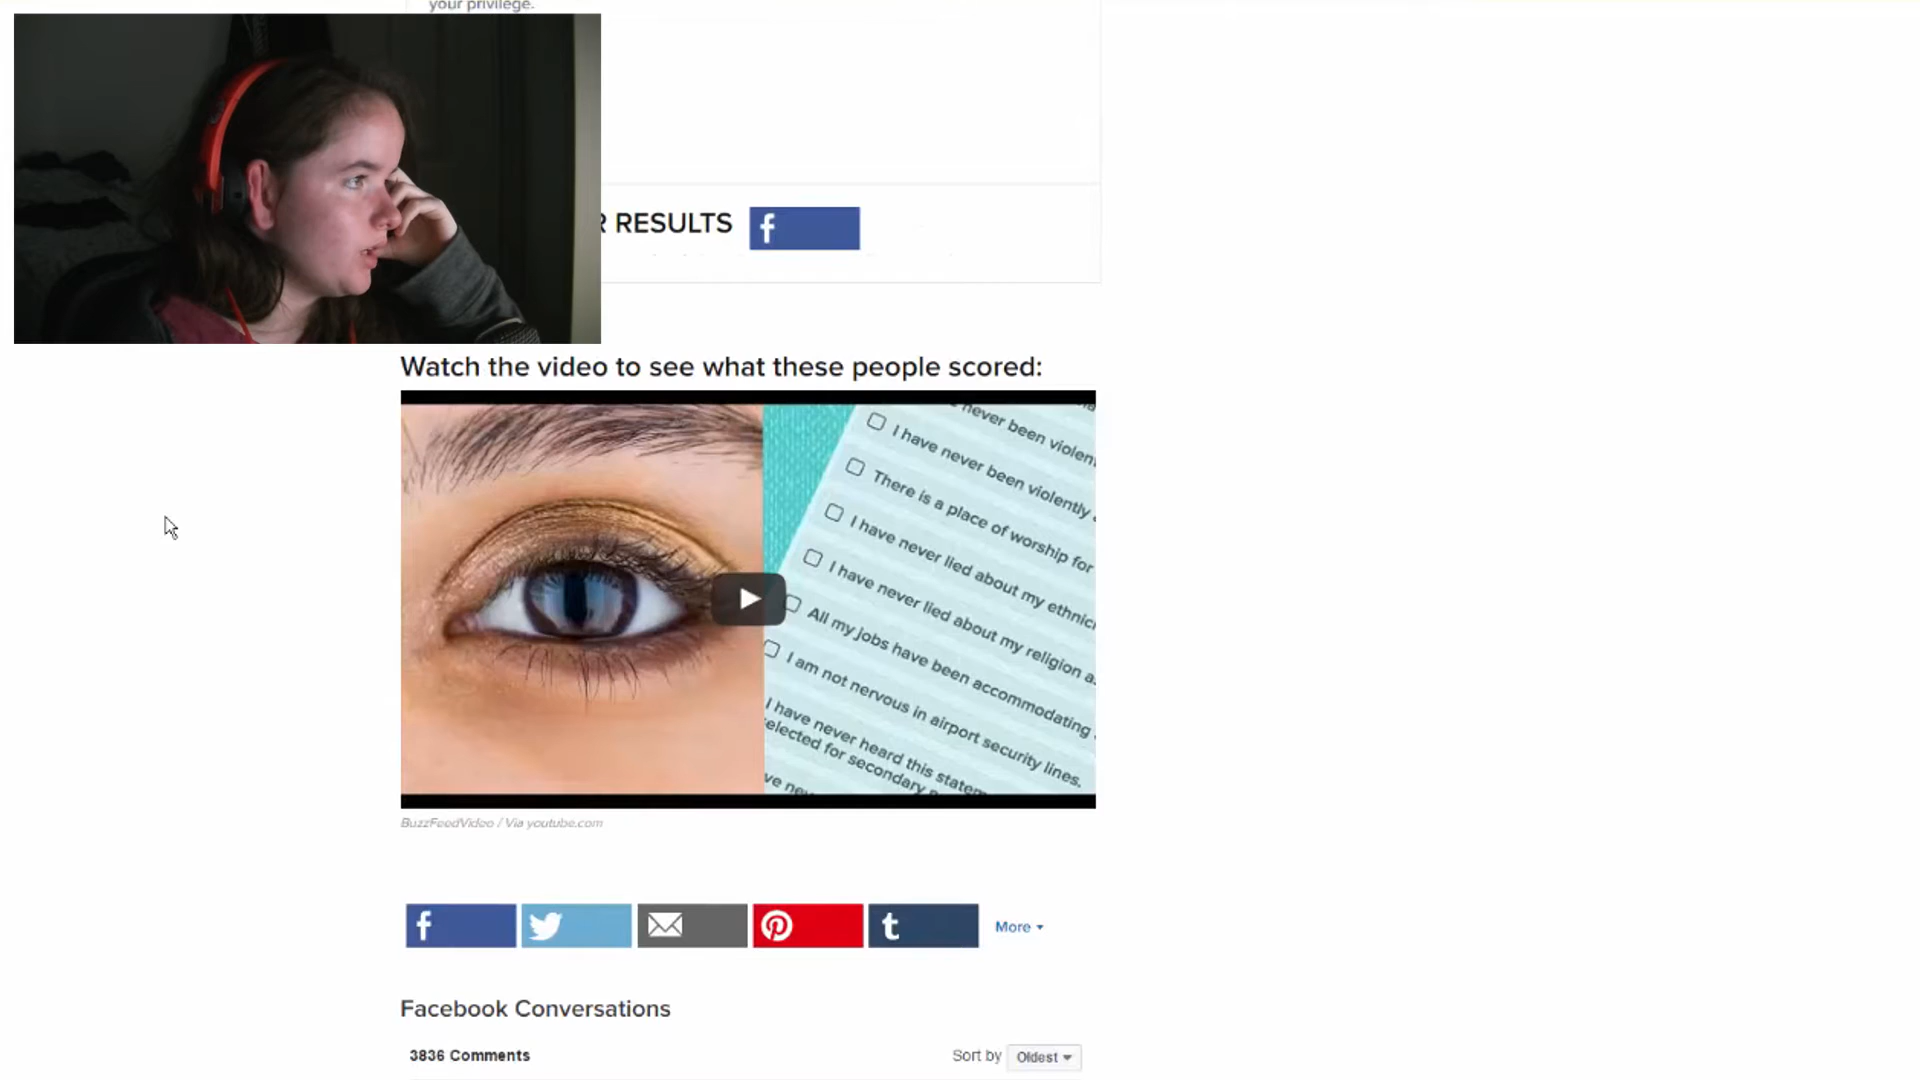 your privilege.
R RESULTS
f
Watch the video to see what these people scored:
never been violen
I have never been violently
There is a place of worship for
I have never lied about my ethnic
I have never lied about my religion a
All my jobs have been accommodating
I am not nervous in airport security lines.
I have never heard this statem
elected for secondary
ve nev
BuzzFeedVideo / Via youtube.com
f
t
More
Facebook Conversations
3836 Comments
Sort by
Oldest